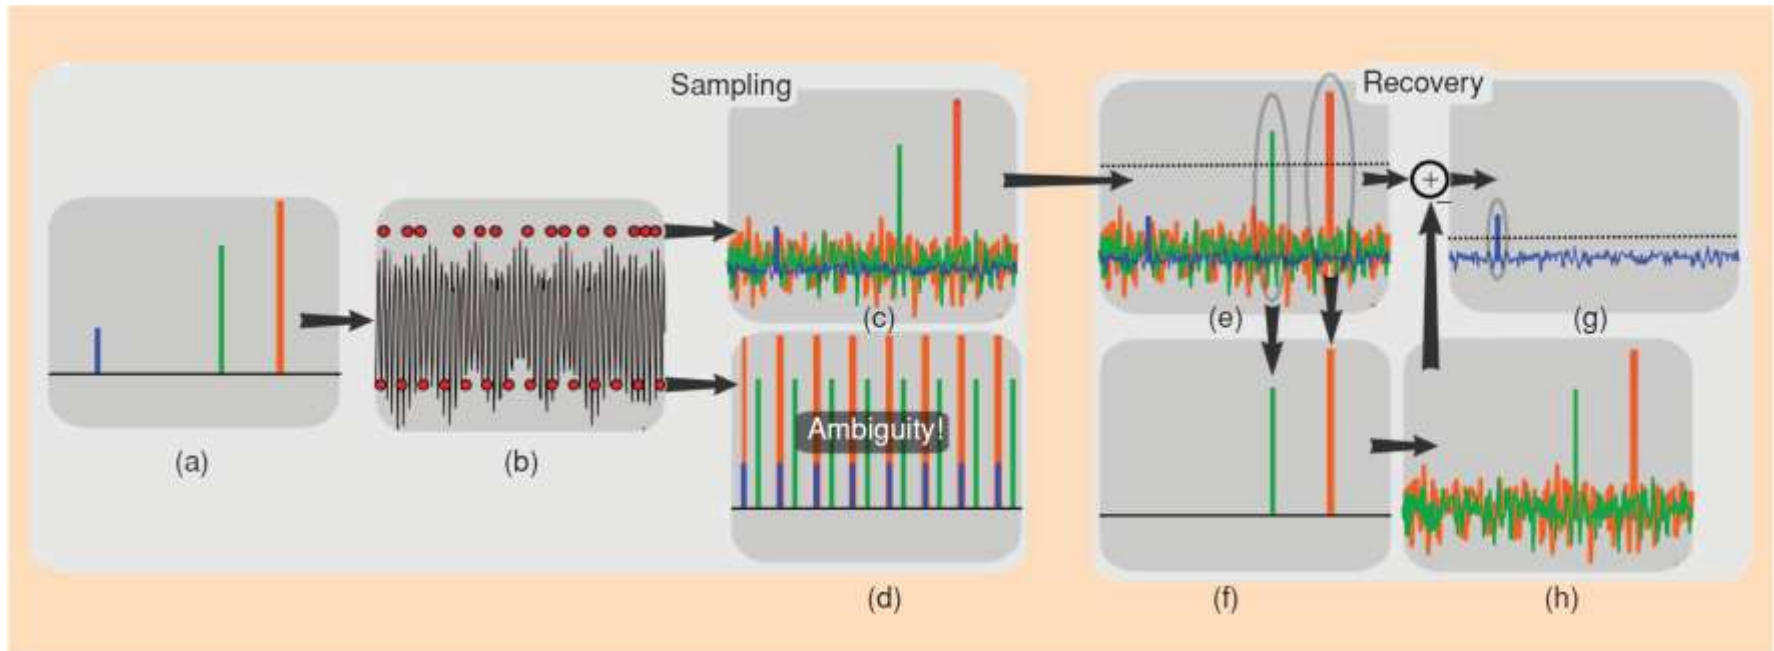 Sampling
Recovery
(a)
(b)
(c)
Ambiguity!
(d)
(e)
+
−
(g)
(f)
(h)